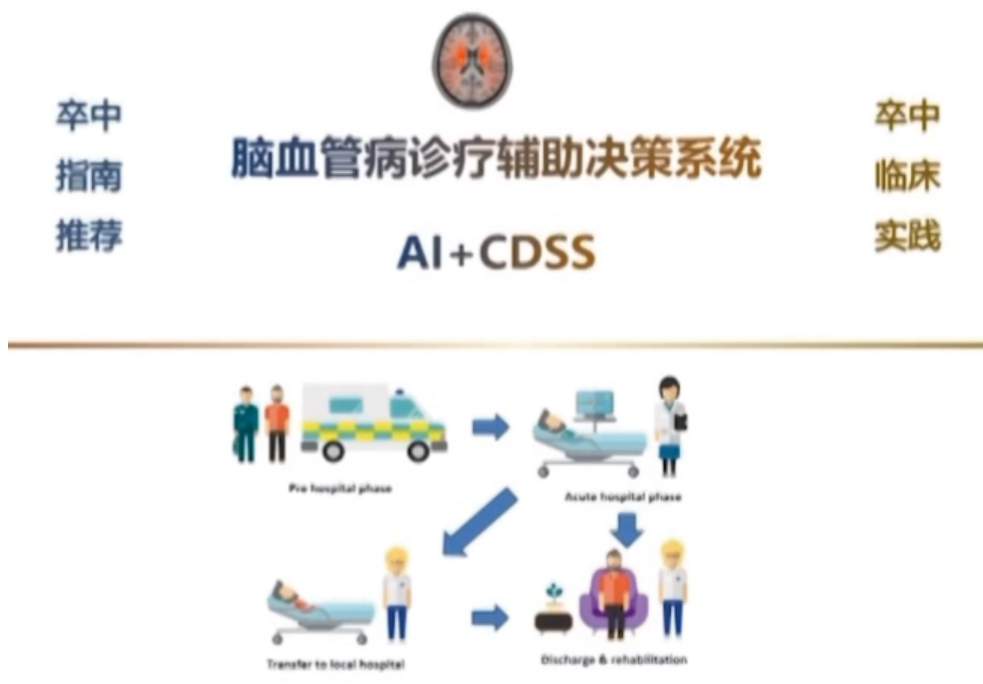 卒中
指南
推荐
脑血管病诊疗辅助决策系统
AI+CDSS
卒中
临床
实践
Pre hospital phase
Acute hospital phase
Transfer to local hospital
Discharge & rehabilitation